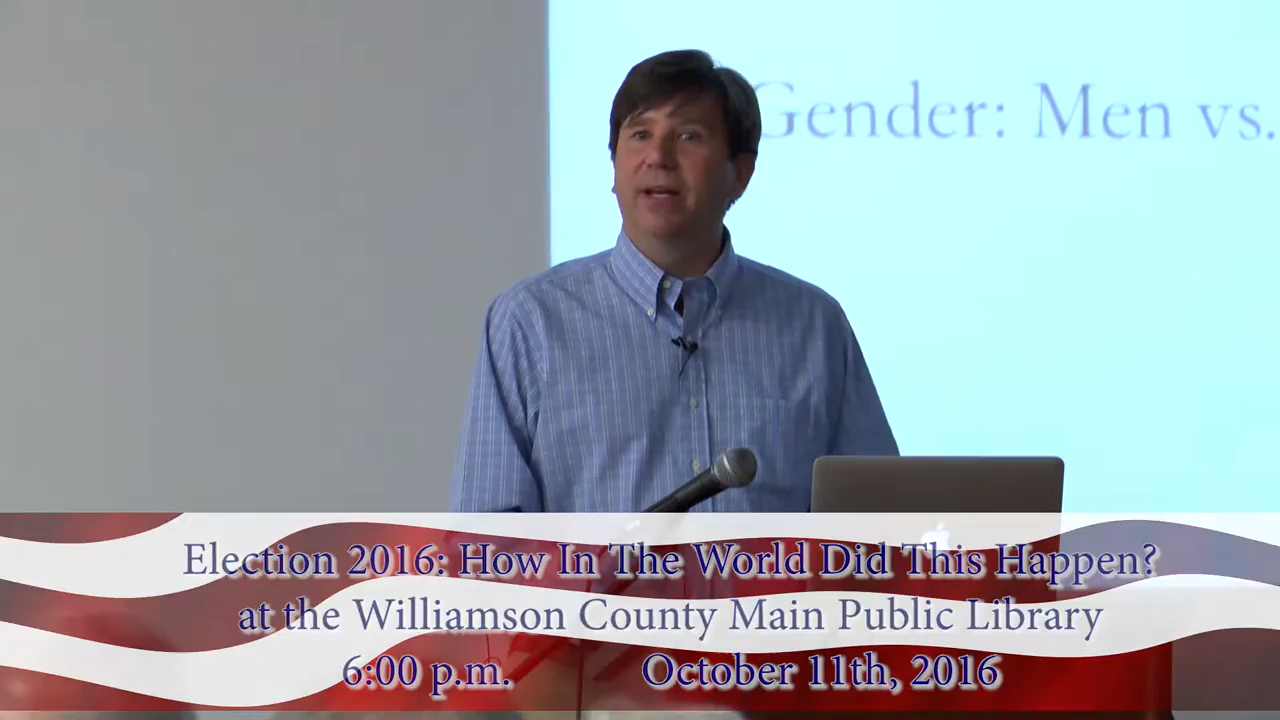 Gender: Men vs.
Election 2016: How In The World Did This Happen?
at the Williamson County Main Public Library
6:00 p.m. October 11th, 2016